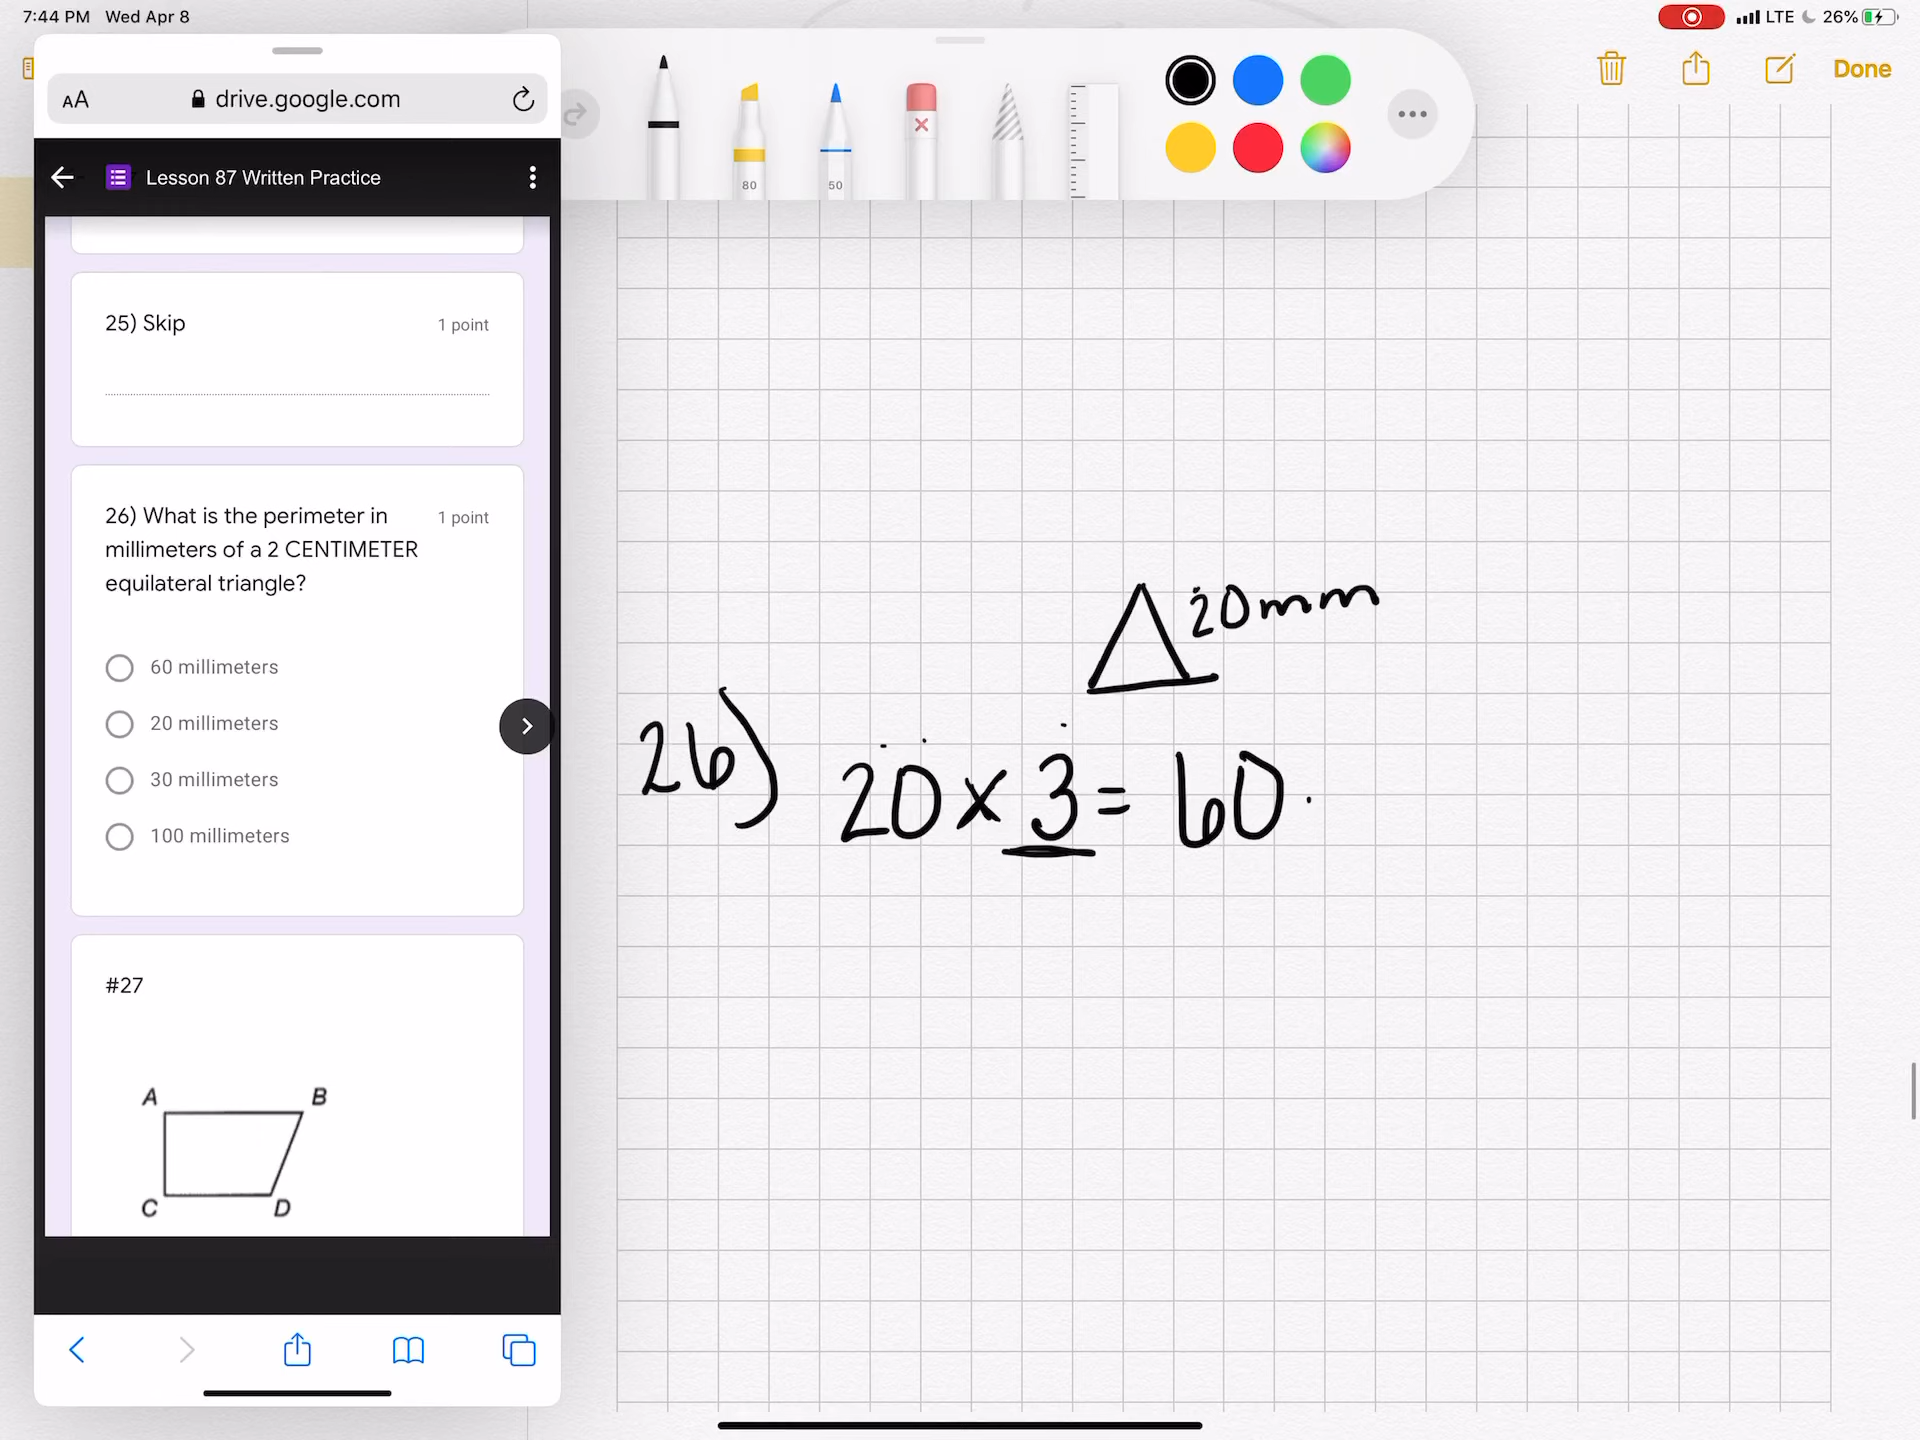 7:44 PM Wed Apr 8
LTE 26%
AA drive.google.com
Done
80
50
Lesson 87 Written Practice
25) Skip
1 point
26) What is the perimeter in
1 point
millimeters of a 2 CENTIMETER
equilateral triangle?
60 millimeters
20 millimeters
30 millimeters
100 millimeters
#27
A
B
C
D
20mm
26) 20 x 3 = 60.